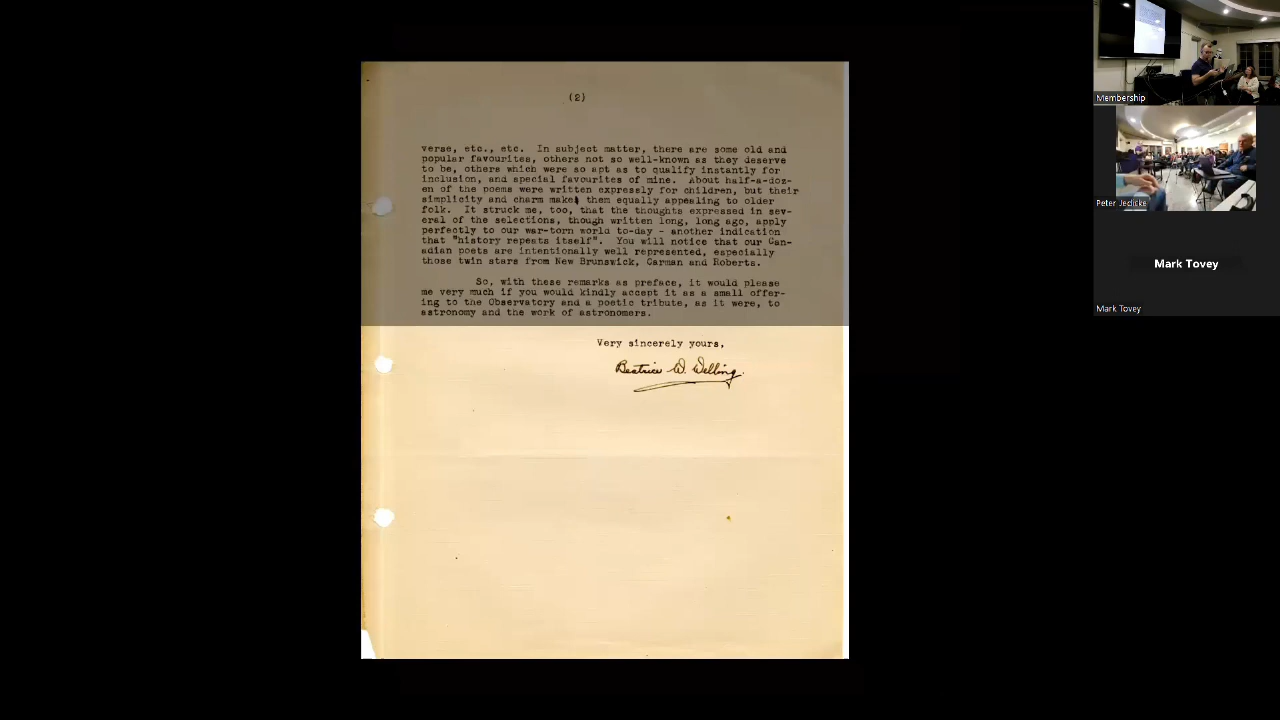 (2)
verse, etc., etc. In subject matter, there are some old and
popular favourites, others not so well-known as they deserve
to be, others which were so apt as to qualify instantly for
inclusion, and special favourites of mine. About half-a-doz-
en of the poems were written expressly for children, but their
simplicity and charm make them equally appealing to older
folk. It struck me, too, that the thoughts expressed in sev-
eral of the selections, though written long, long ago, apply
perfectly to our war-torn world to-day - another indication
that "history repeats itself". You will notice that our Can-
adian poets are intentionally well represented, especially
those twin stars from New Brunswick, Carman and Roberts.
So, with these remarks as preface, it would please
me very much if you would kindly accept it as a small offer-
ing to the Observatory and a poetic tribute, as it were, to
astronomy and the work of astronomers.
Very sincerely yours,
Beatrice W. Welling.
Membership
Peter Jedicke
Mark Tovey
Mark Tovey